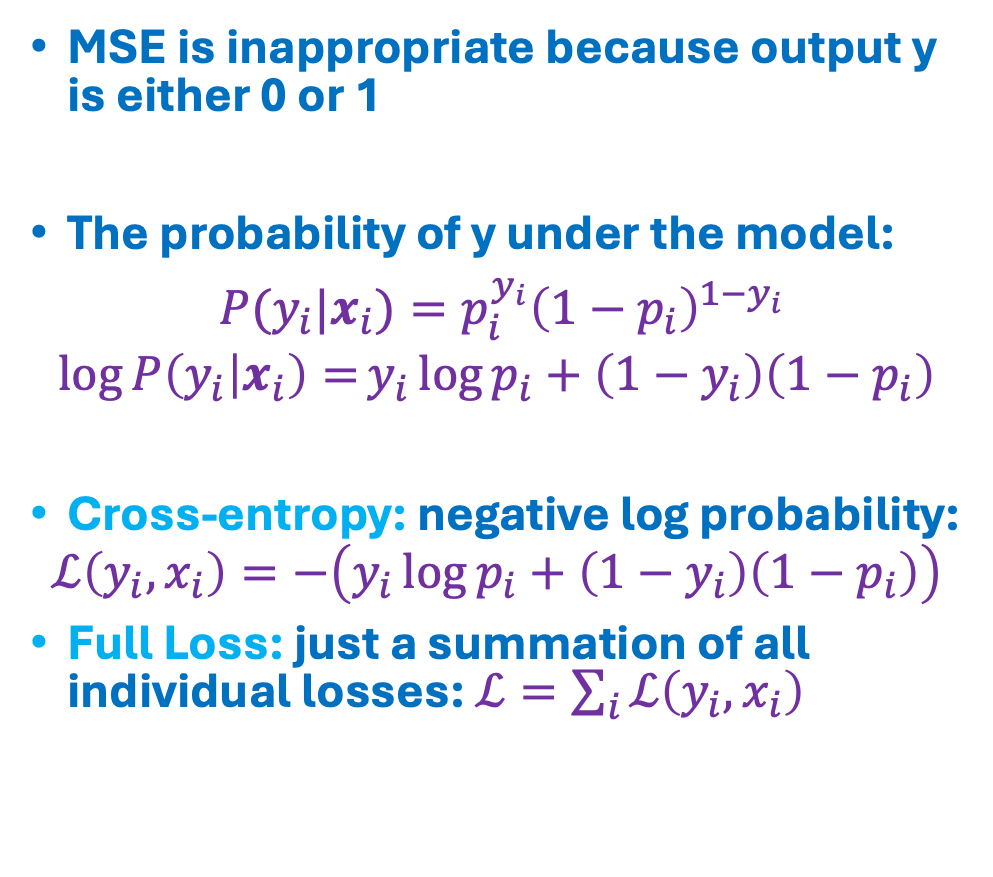 • MSE is inappropriate because output y
is either 0 or 1
• The probability of y under the model:
$P(y_i|\boldsymbol{x}_i) = p_i^{y_i}(1 - p_i)^{1-y_i}$
$\log P(y_i|\boldsymbol{x}_i) = y_i \log p_i + (1 - y_i)(1 - p_i)$
• Cross-entropy: negative log probability:
$\mathcal{L}(y_i, x_i) = -(y_i \log p_i + (1 - y_i)(1 - p_i))$
• Full Loss: just a summation of all
individual losses: $\mathcal{L} = \sum_i \mathcal{L}(y_i, x_i)$